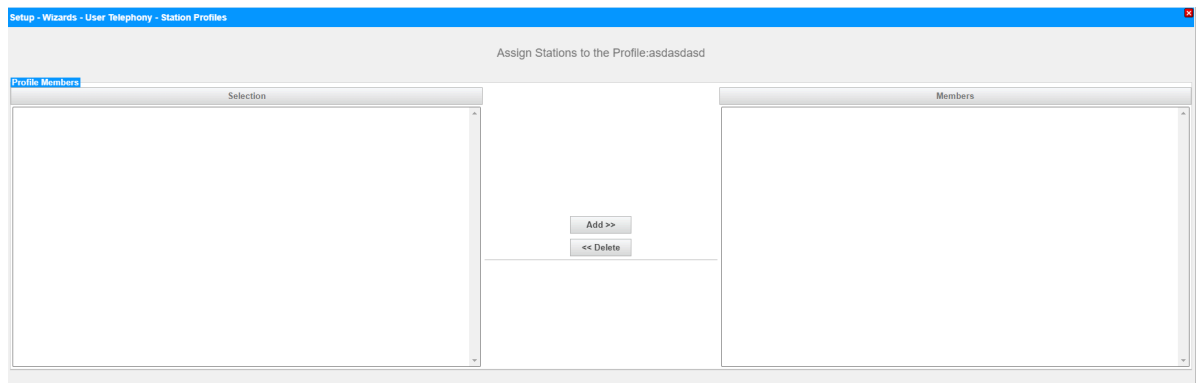 Setup - Wizards - User Telephony - Station Profiles
Assign Stations to the Profile:asdasdasd
Profile Members
Selection
Members
Add >>
<< Delete